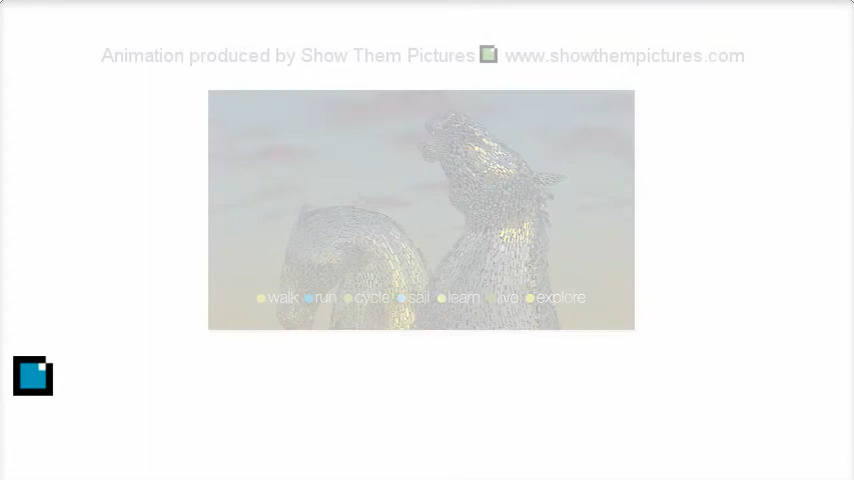 Animation produced by Show Them Pictures www.showthempictures.com
walk run cycle sail learn live explore